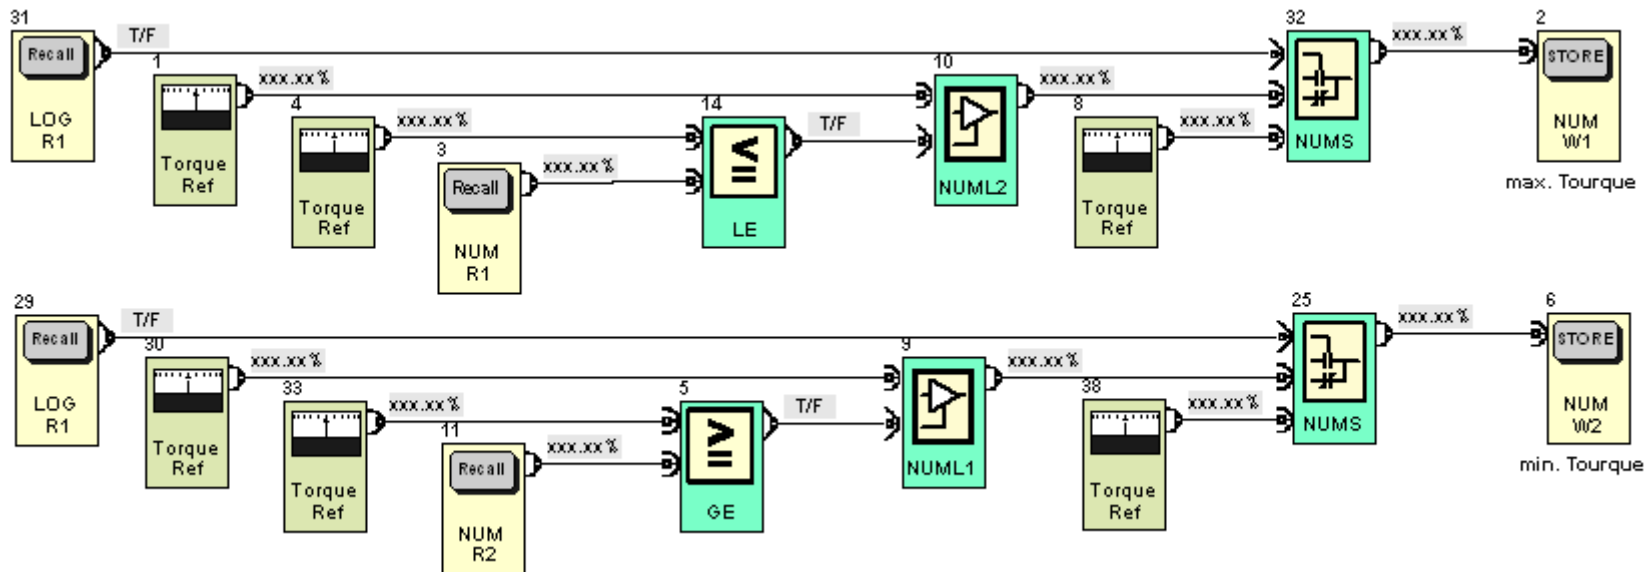 31
Recall
LOG
R1
T/F
1
Torque
Ref
xxx.xx%
4
Torque
Ref
xxx.xx%
3
Recall
NUM
R1
xxx.xx%
14
LE
T/F
10
NUML2
xxx.xx%
8
Torque
Ref
xxx.xx%
32
NUMS
xxx.xx%
2
STORE
NUM
W1
max. Tourque
29
Recall
LOG
R1
T/F
30
Torque
Ref
xxx.xx%
33
Torque
Ref
xxx.xx%
11
Recall
NUM
R2
xxx.xx%
5
GE
T/F
9
NUML1
xxx.xx%
38
Torque
Ref
xxx.xx%
25
NUMS
xxx.xx%
6
STORE
NUM
W2
min. Tourque